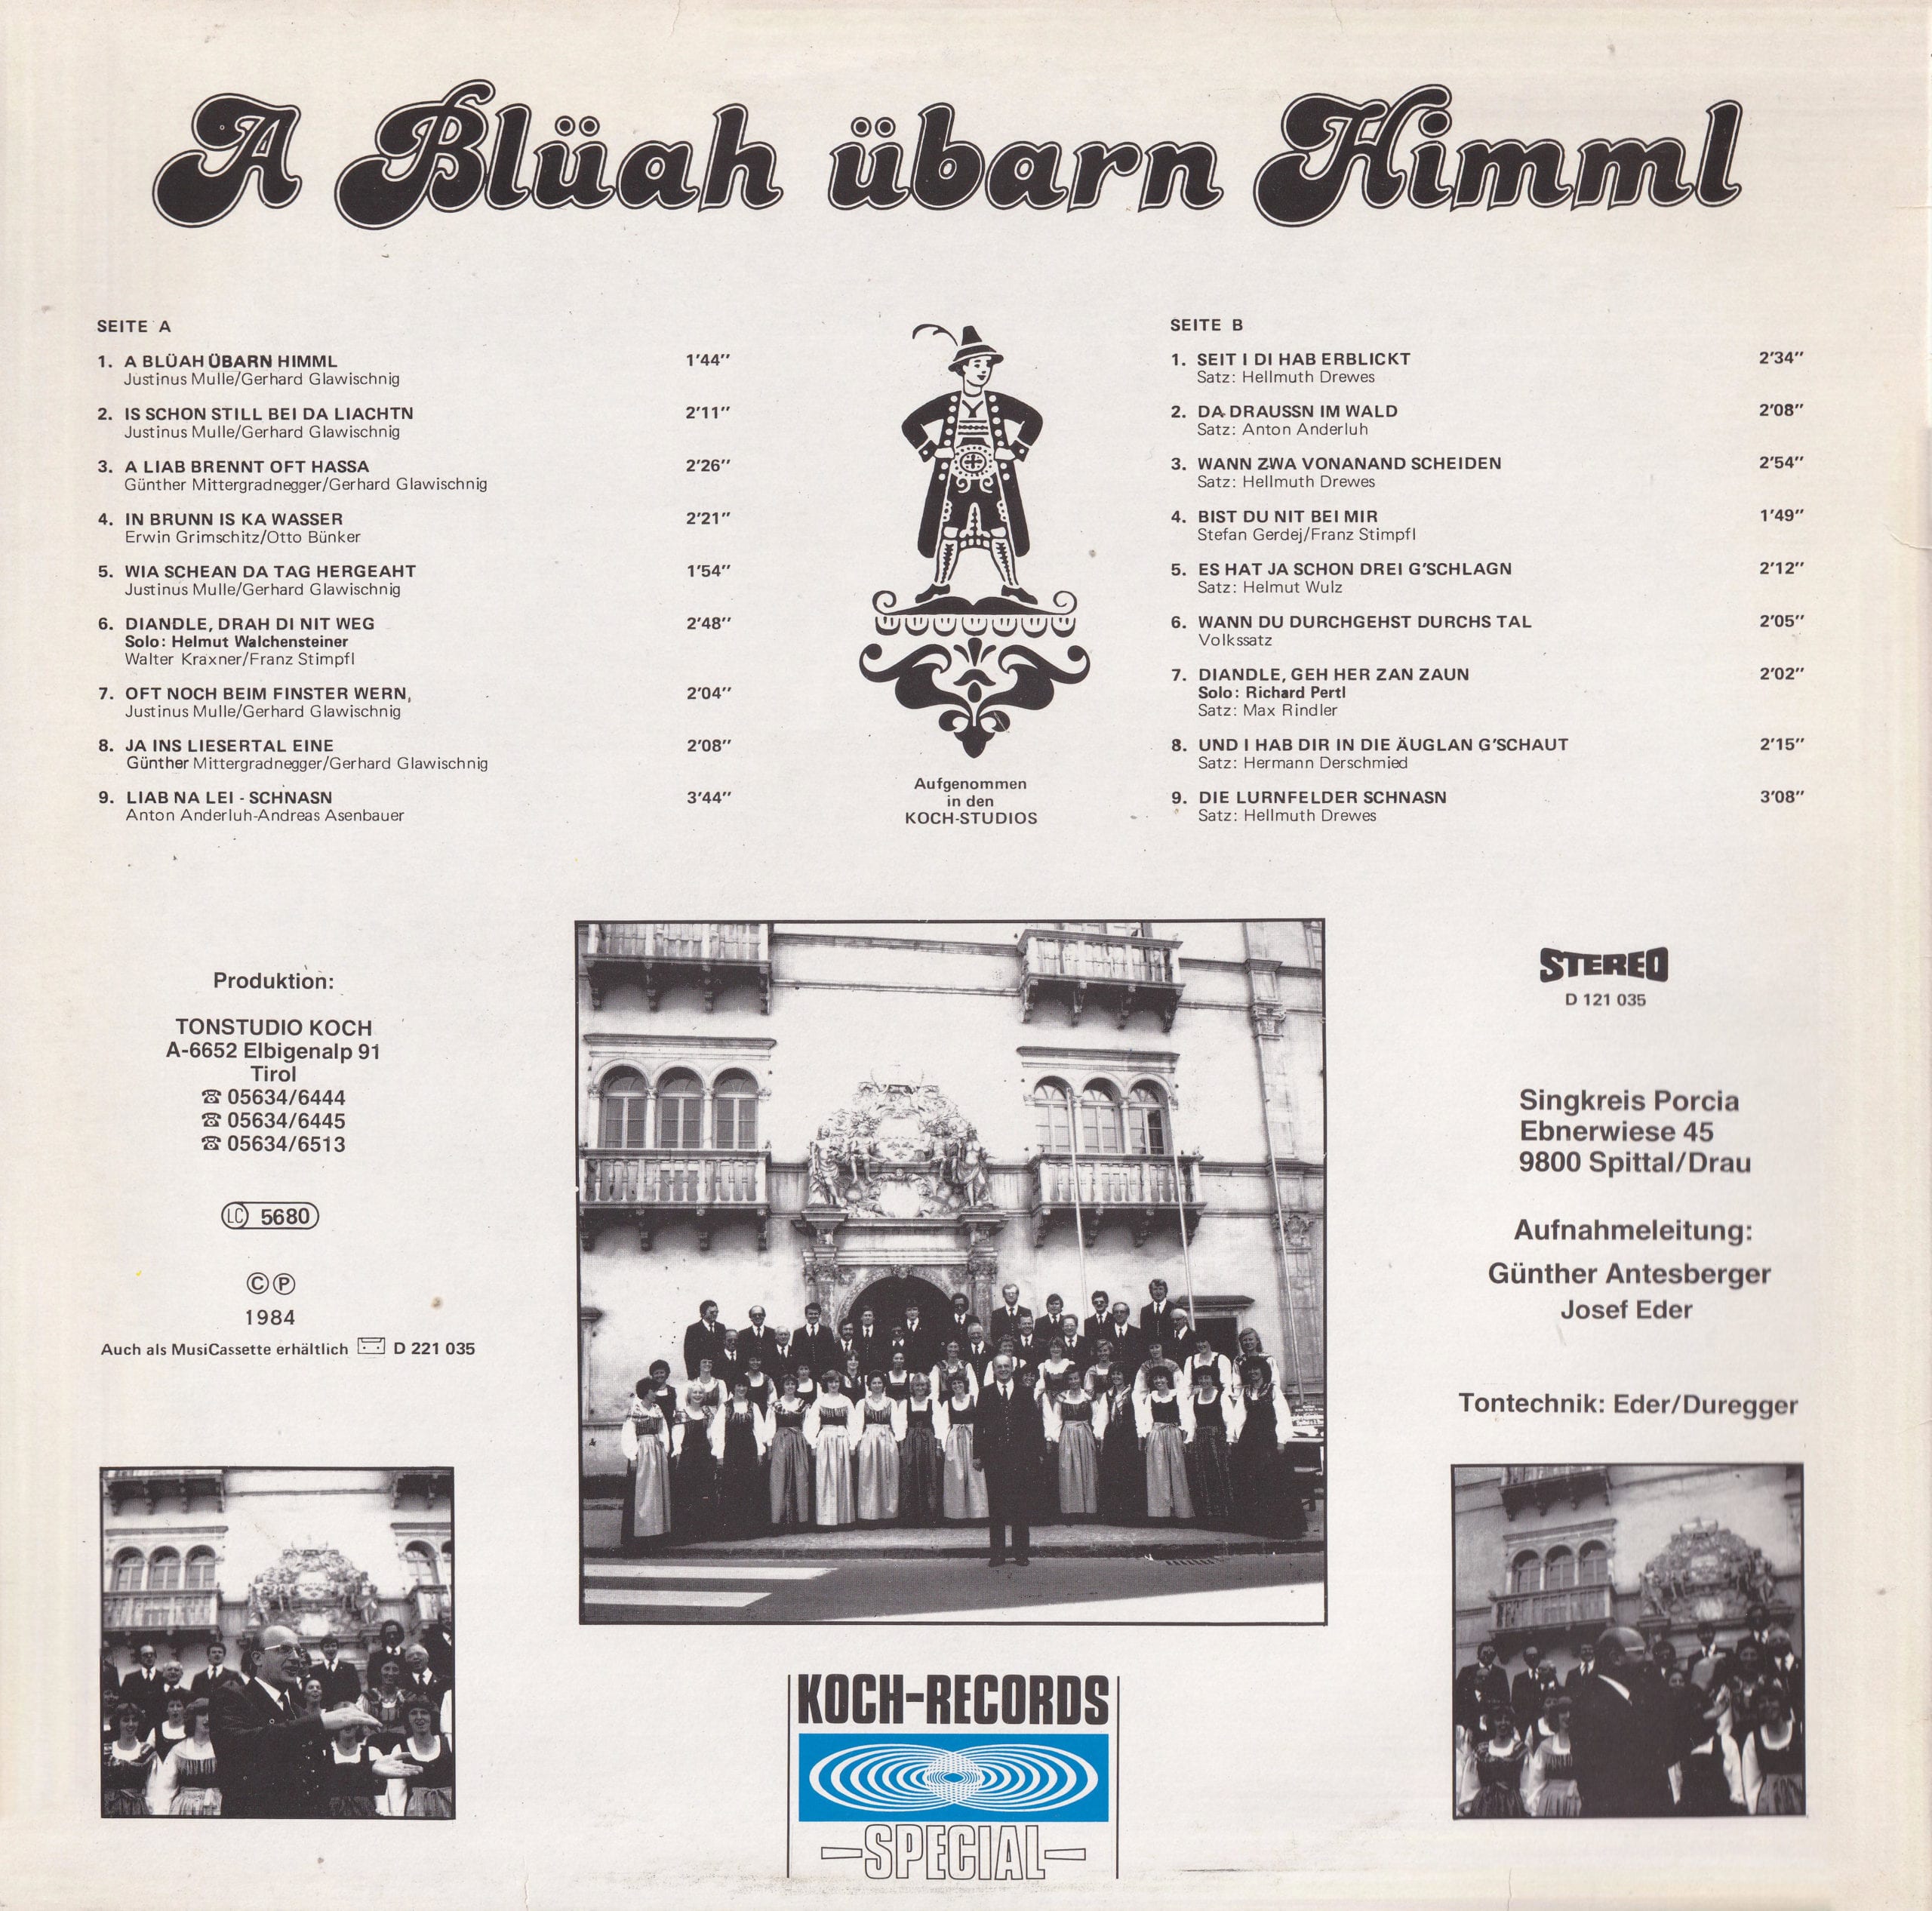 A Blüah übarn Himml
SEITE A
1. A BLÜAH ÜBARN HIMML 1'44''
Justinus Mulle/Gerhard Glawischnig
2. IS SCHON STILL BEI DA LIACHTN 2'11''
Justinus Mulle/Gerhard Glawischnig
3. A LIAB BRENNT OFT HASSA 2'26''
Günther Mittergradnegger/Gerhard Glawischnig
4. IN BRUNN IS KA WASSER 2'21''
Erwin Grimschitz/Otto Bünker
5. WIA SCHEAN DA TAG HERGEAHT 1'54''
Justinus Mulle/Gerhard Glawischnig
6. DIANDLE, DRAH DI NIT WEG 2'48''
Solo: Helmut Walchensteiner
Walter Kraxner/Franz Stimpfl
7. OFT NOCH BEIM FINSTER WERN, 2'04''
Justinus Mulle/Gerhard Glawischnig
8. JA INS LIESERTAL EINE 2'08''
Günther Mittergradnegger/Gerhard Glawischnig
9. LIAB NA LEI - SCHNASN 3'44''
Anton Anderluh-Andreas Asenbauer
Aufgenommen
in den
KOCH-STUDIOS
SEITE B
1. SEIT I DI HAB ERBLICKT 2'34''
Satz: Hellmuth Drewes
2. DA DRAUSSN IM WALD 2'08''
Satz: Anton Anderluh
3. WANN ZWA VONANAND SCHEIDEN 2'54''
Satz: Hellmuth Drewes
4. BIST DU NIT BEI MIR 1'49''
Stefan Gerdej/Franz Stimpfl
5. ES HAT JA SCHON DREI G'SCHLAGN 2'12''
Satz: Helmut Wulz
6. WANN DU DURCHGEHST DURCHS TAL 2'05''
Volkssatz
7. DIANDLE, GEH HER ZAN ZAUN 2'02''
Solo: Richard Pertl
Satz: Max Rindler
8. UND I HAB DIR IN DIE ÄUGLAN G'SCHAUT 2'15''
Satz: Hermann Derschmied
9. DIE LURNFELDER SCHNASN 3'08''
Satz: Hellmuth Drewes
Produktion:
TONSTUDIO KOCH
A-6652 Elbigenalp 91
Tirol
☎ 05634/6444
☎ 05634/6445
☎ 05634/6513
LC 5680
©℗
1984
Auch als MusiCassette erhältlich D 221 035
STEREO
D 121 035
Singkreis Porcia
Ebnerwiese 45
9800 Spittal/Drau
Aufnahmeleitung:
Günther Antesberger
Josef Eder
Tontechnik: Eder/Duregger
KOCH-RECORDS
-SPECIAL-